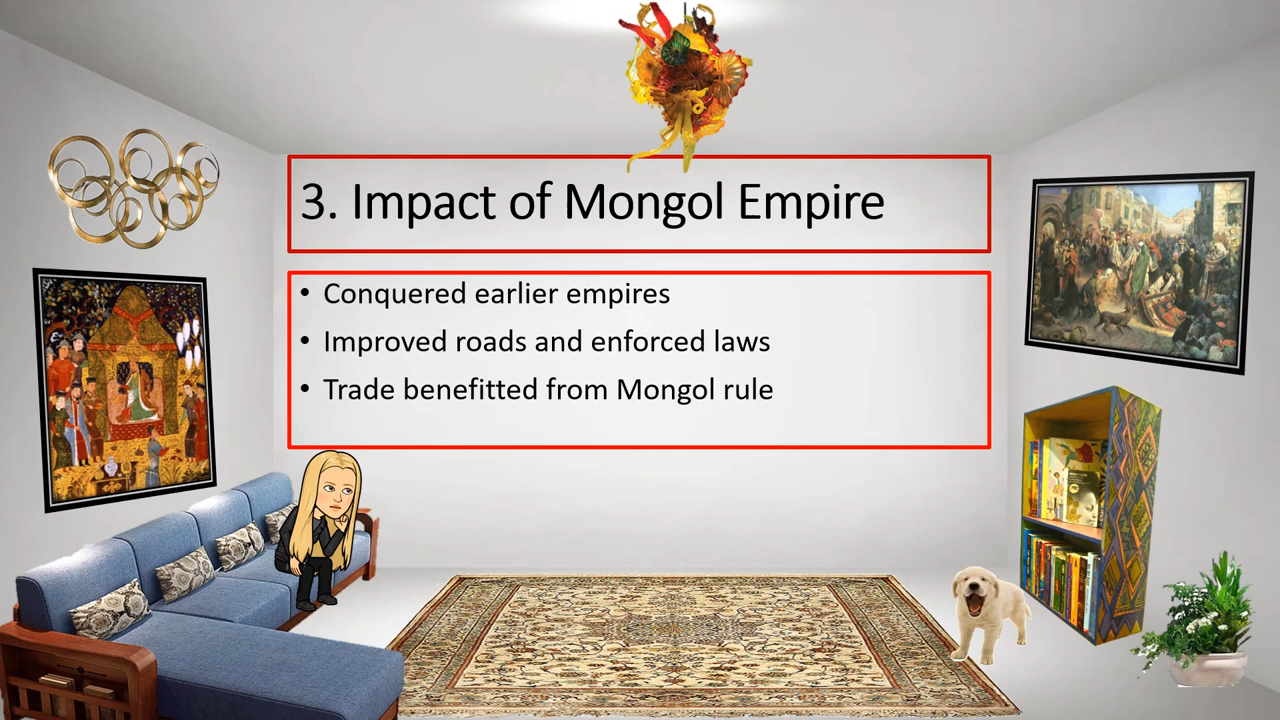 3. Impact of Mongol Empire
• Conquered earlier empires
• Improved roads and enforced laws
• Trade benefitted from Mongol rule